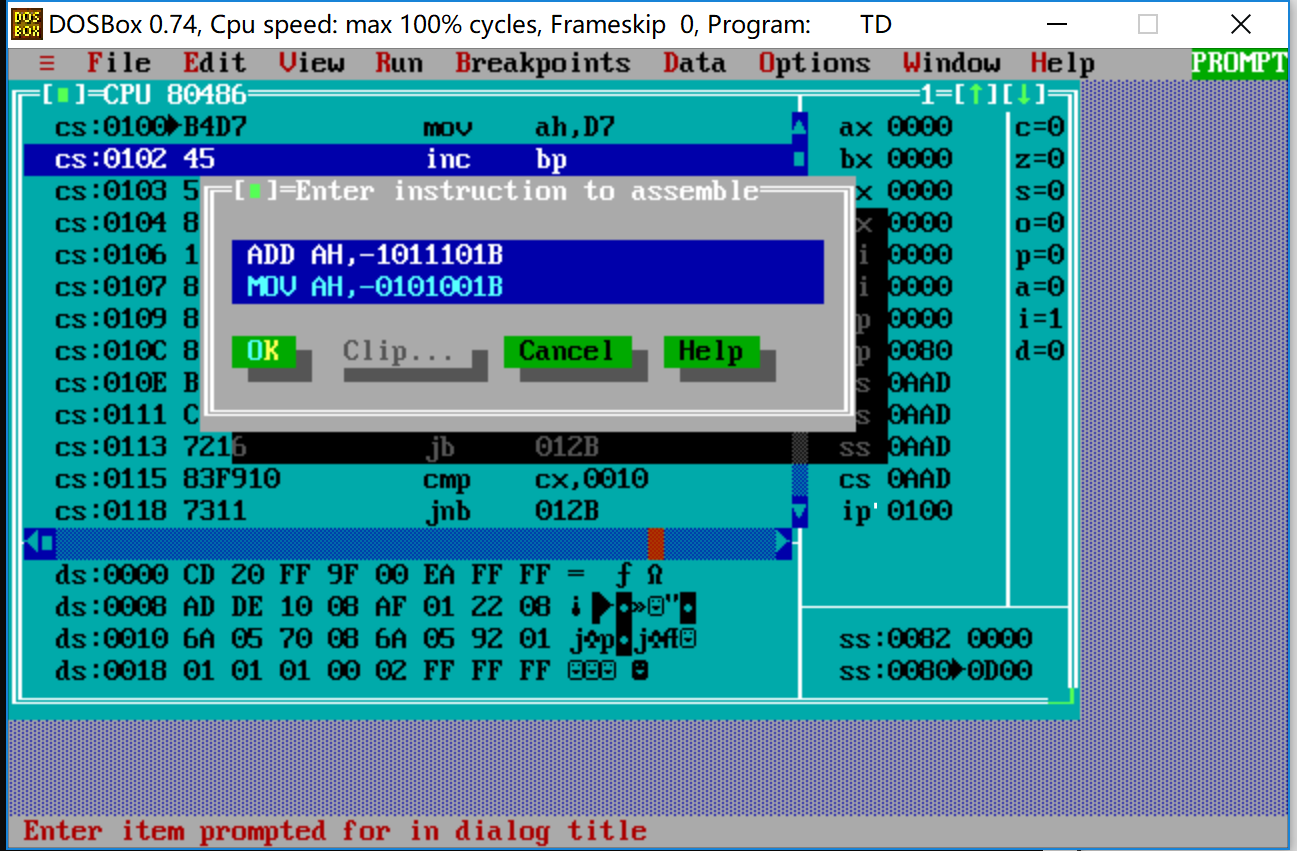 DOSBox 0.74, Cpu speed: max 100% cycles, Frameskip 0, Program: TD
≡ File Edit View Run Breakpoints Data Options Window Help PROMPT
[■]=CPU 80486 1=[↑][↓]
cs:0100►B4D7 mov ah,D7 ax 0000 c=0
cs:0102 45 inc bp bx 0000 z=0
cs:0103 5 x 0000 s=0
cs:0104 8 x 0000 o=0
cs:0106 1 i 0000 p=0
cs:0107 8 i 0000 a=0
cs:0109 8 p 0000 i=1
cs:010C 8 p 0080 d=0
cs:010E B s 0AAD
cs:0111 C s 0AAD
cs:0113 7216 jb 012B ss 0AAD
cs:0115 83F910 cmp cx,0010 cs 0AAD
cs:0118 7311 jnb 012B ip 0100
[■]=Enter instruction to assemble
ADD AH,-1011101B
MOV AH,-0101001B
OK Clip... Cancel Help
ds:0000 CD 20 FF 9F 00 EA FF FF = ƒ Ω
ds:0008 AD DE 10 08 AF 01 22 08 ¡▐►◘»☺"◘
ds:0010 6A 05 70 08 6A 05 92 01 j♣p◘j♣Æ☺
ds:0018 01 01 01 00 02 FF FF FF ☺☺☺ ☻
ss:0082 0000
ss:0080►0D00
Enter item prompted for in dialog title